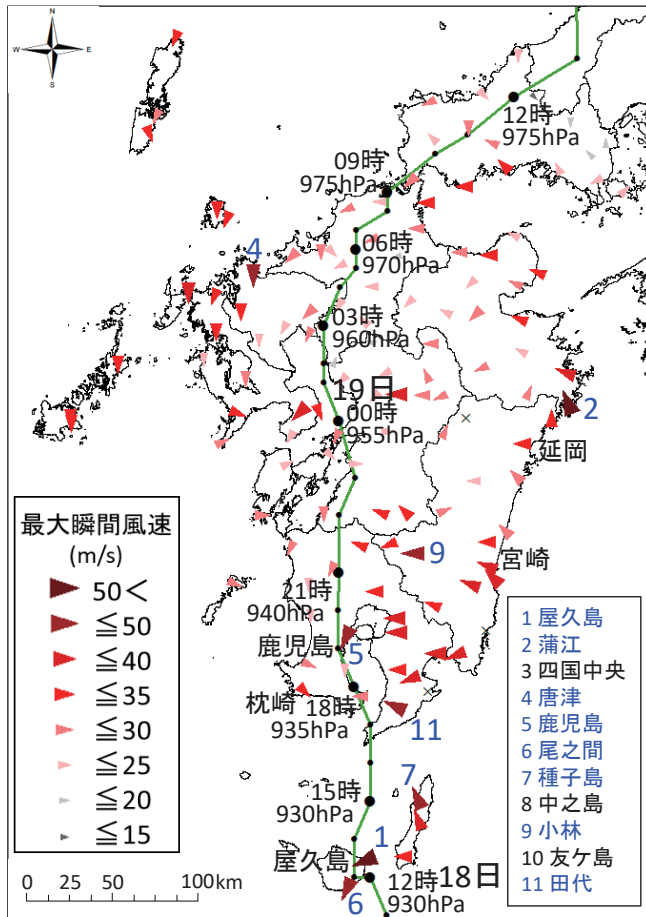 N
W
E
S
12時
975hPa
09時
975hPa
4
06時
970hPa
03時
960hPa
19日
00時
955hPa
2
延岡
最大瞬間風速
(m/s)
50<
≦50
≦40
≦35
≦30
≦25
≦20
≦15
9
宮崎
21時
940hPa
鹿児島
5
枕崎
18時
935hPa
11
7
15時
930hPa
1
屋久島
12時18日
930hPa
6
1 屋久島
2 蒲江
3 四国中央
4 唐津
5 鹿児島
6 尾之間
7 種子島
8 中之島
9 小林
10 友ケ島
11 田代
0 25 50 100km